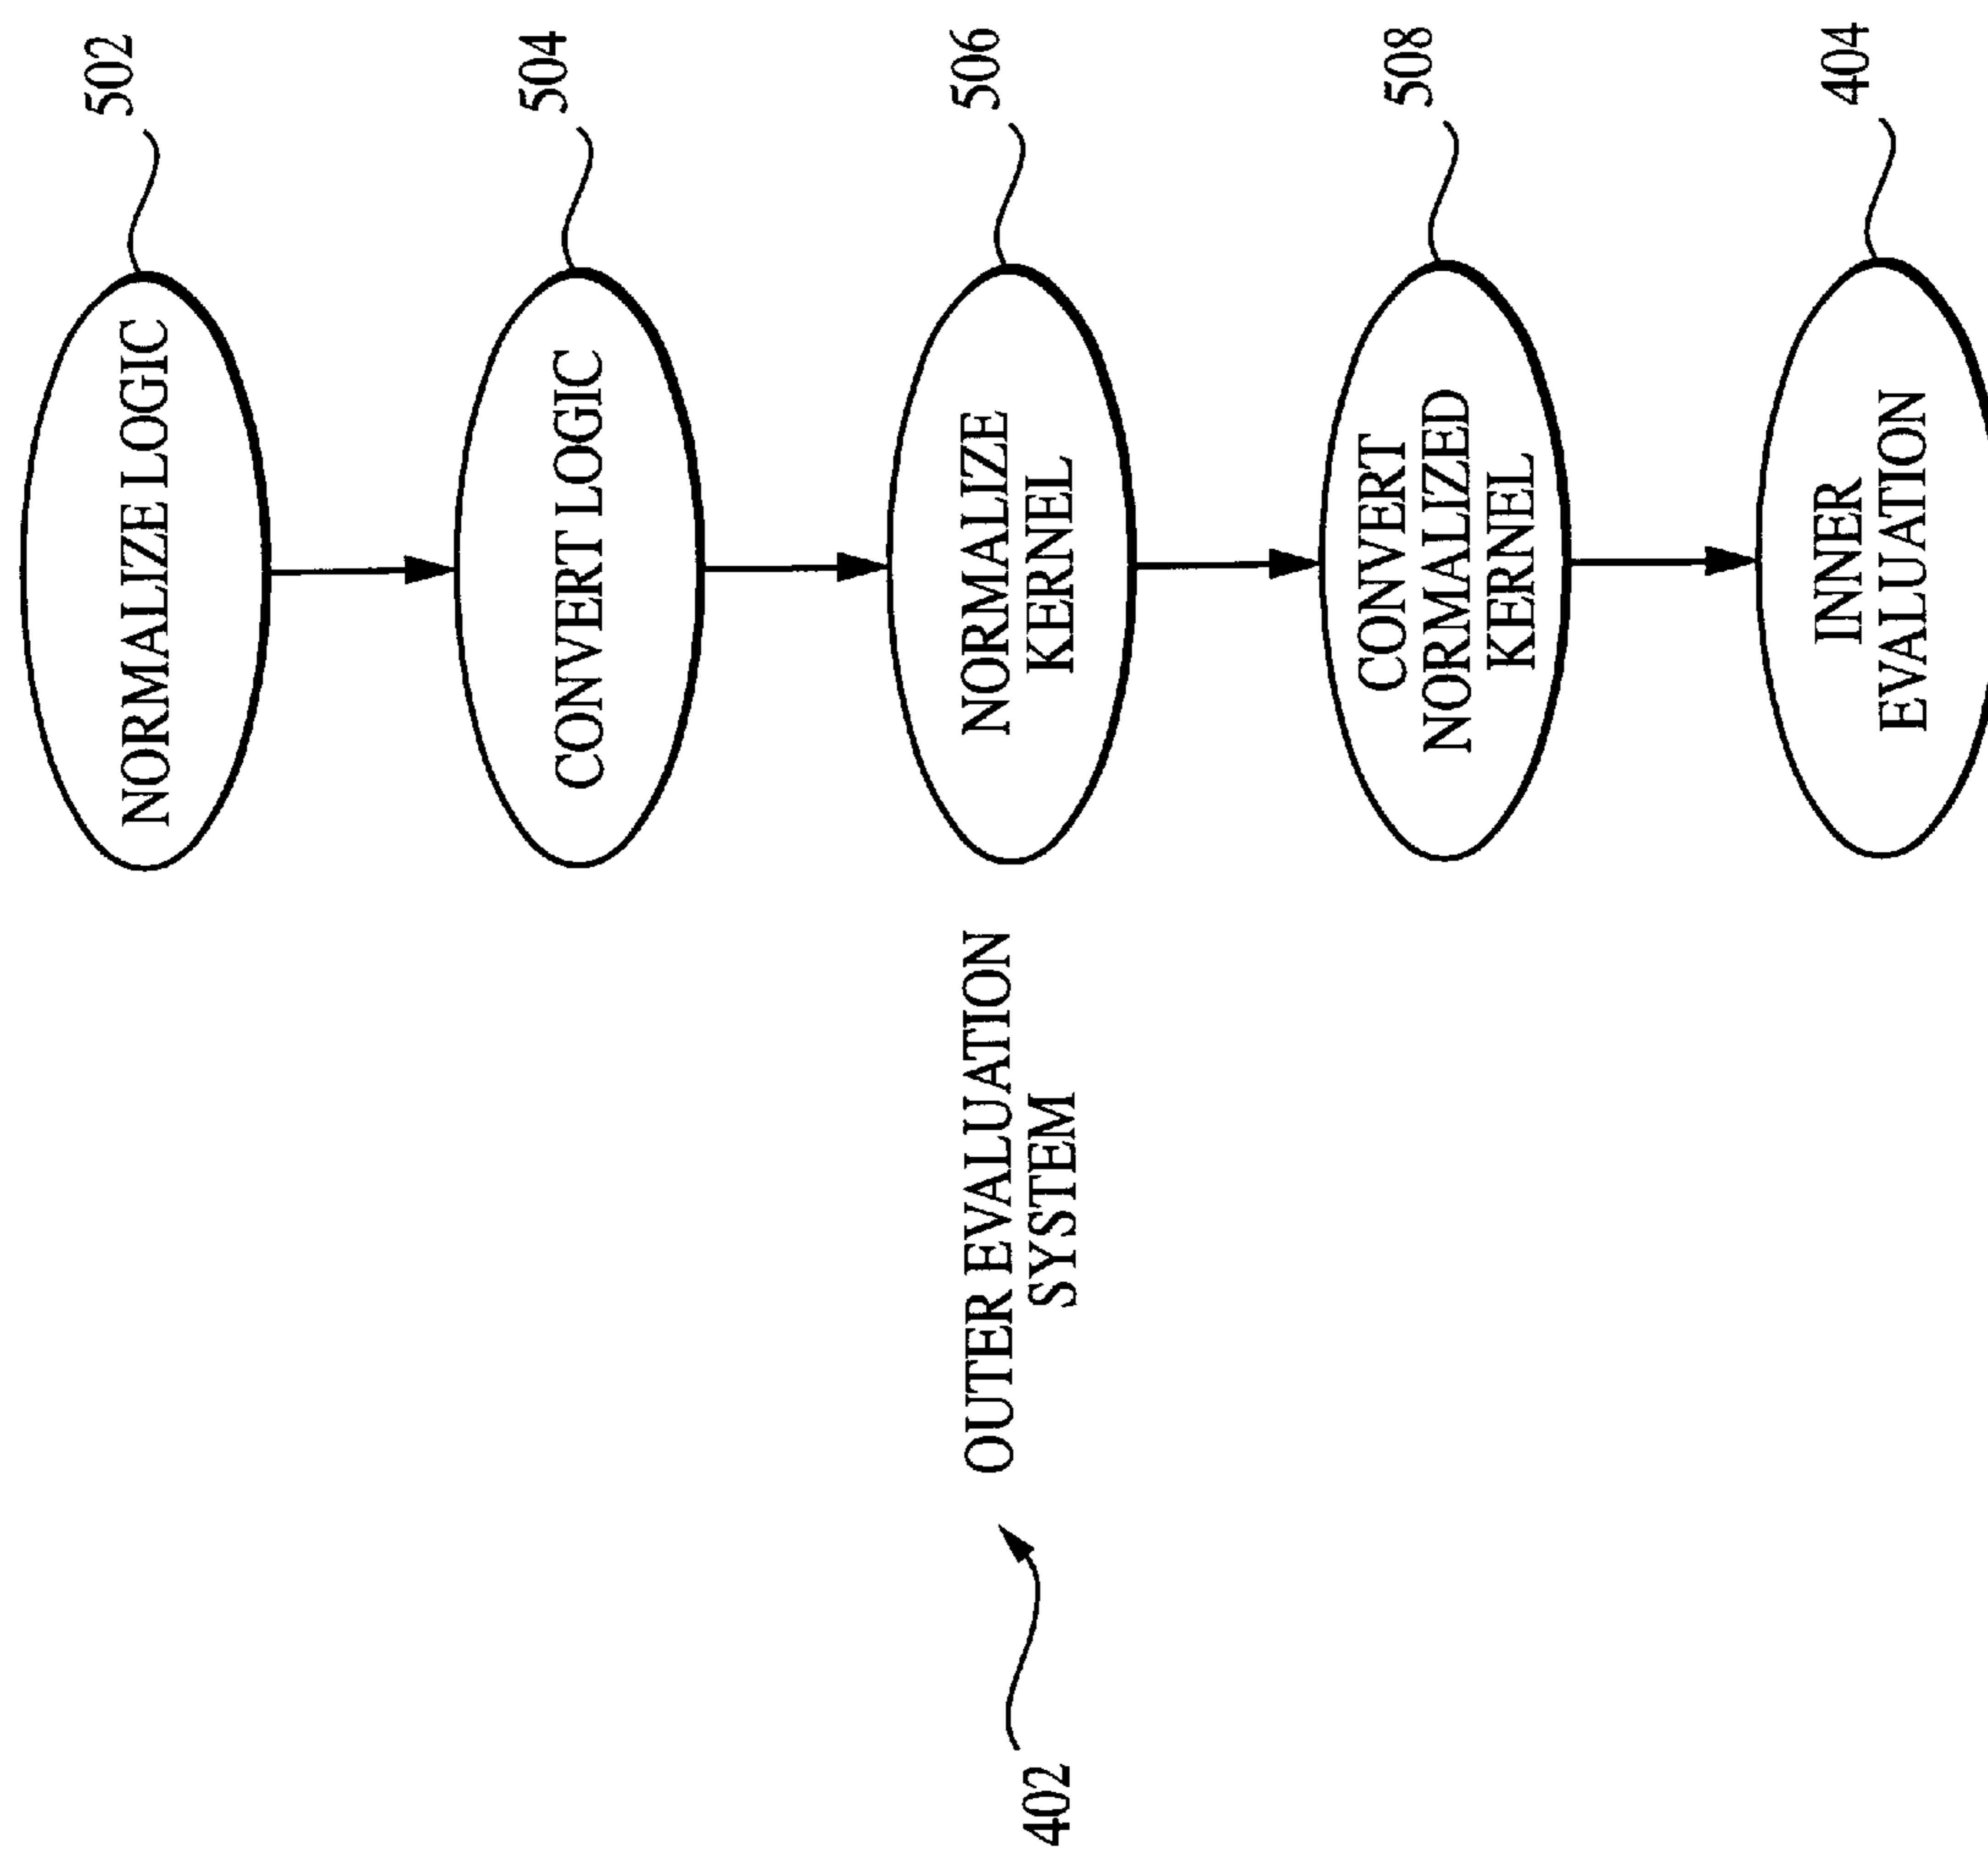 502
NORMALIZE LOGIC
504
CONVERT LOGIC
402
OUTER EVALUATION
SYSTEM
506
NORMALIZE
KERNEL
508
CONVERT
NORMALIZED
KERNEL
404
INNER
EVALUATION